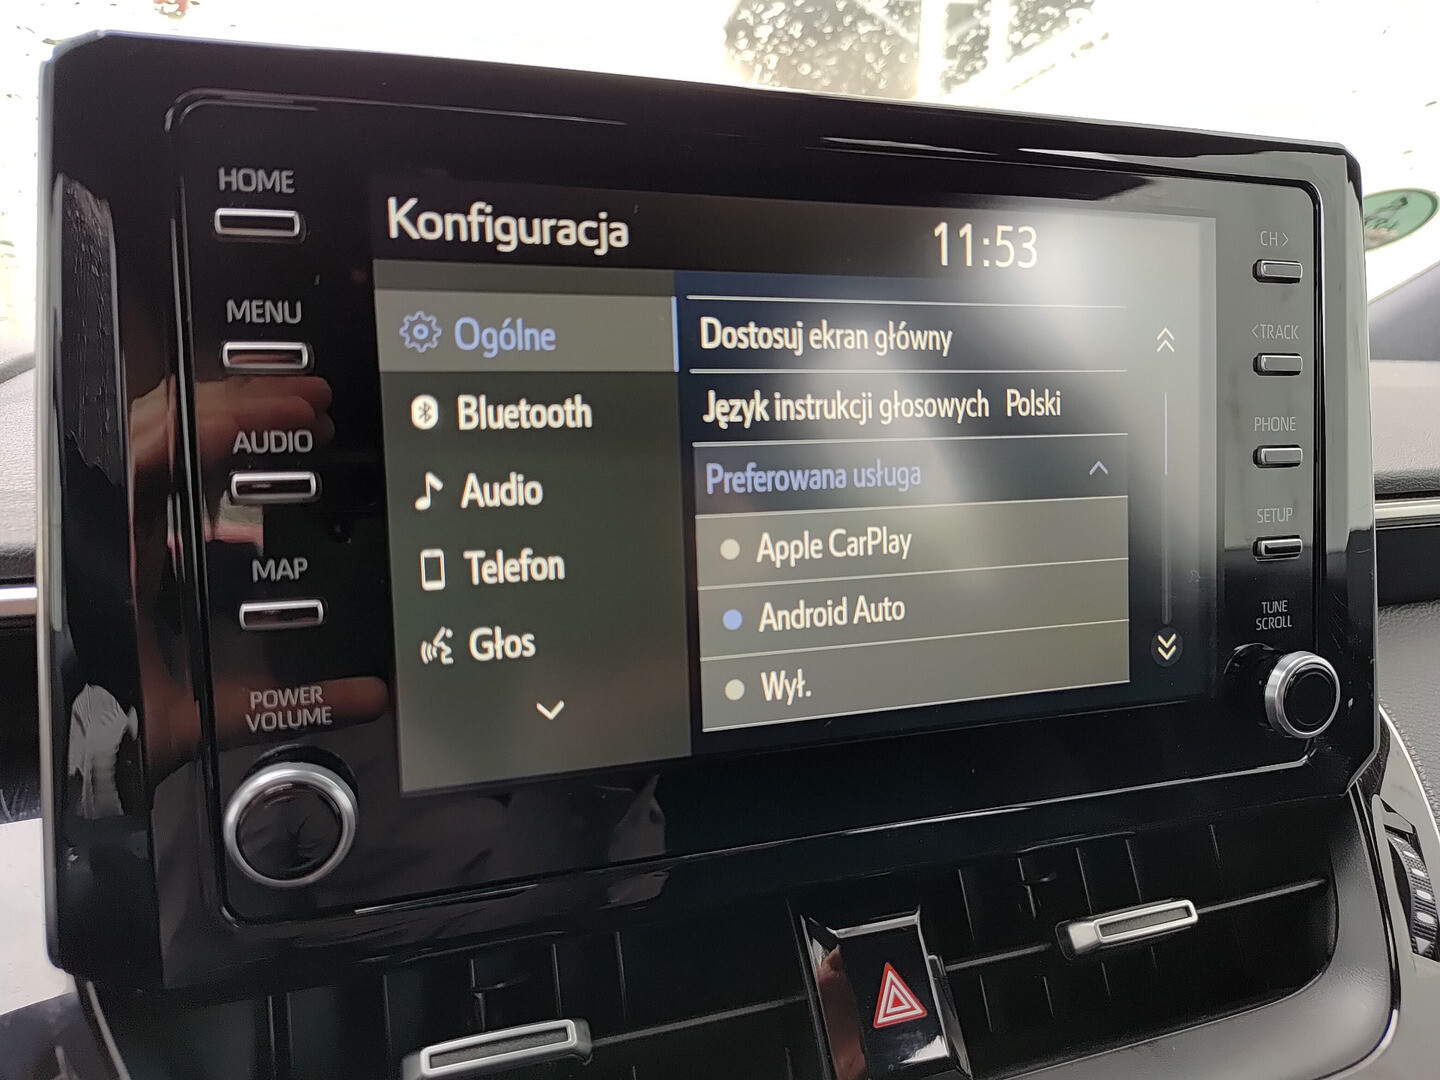 HOME
MENU
AUDIO
MAP
POWER
VOLUME
Konfiguracja
11:53
Ogólne
Bluetooth
Audio
Telefon
Głos
Dostosuj ekran główny
Język instrukcji głosowych Polski
Preferowana usługa
Apple CarPlay
Android Auto
Wył.
CH >
< TRACK
PHONE
SETUP
TUNE
SCROLL